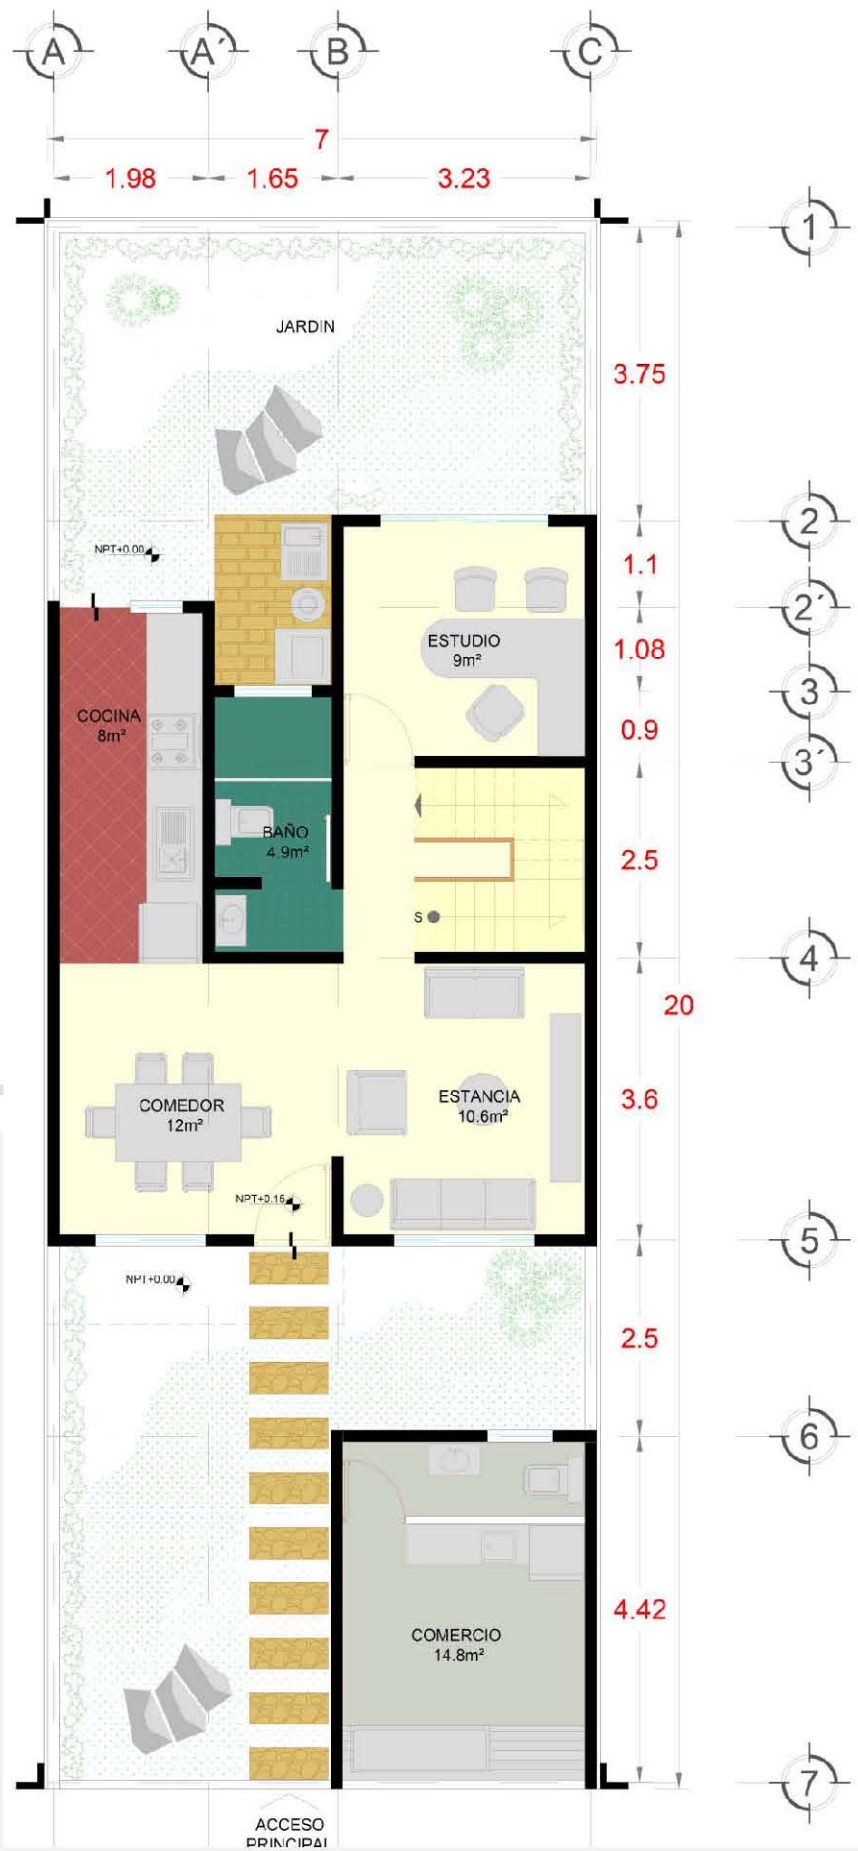 A A´ B C
7
1.98 1.65 3.23
1
JARDIN
3.75
2
NPT+0.00
1.1
2´
ESTUDIO
9m²
1.08
3
COCINA
8m²
0.9
3´
BAÑO
4.9m²
2.5
S
4
20
COMEDOR
12m²
ESTANCIA
10.6m²
3.6
NPT+0.15
5
NPT+0.00
2.5
6
COMERCIO
14.8m²
4.42
7
ACCESO
PRINCIPAL